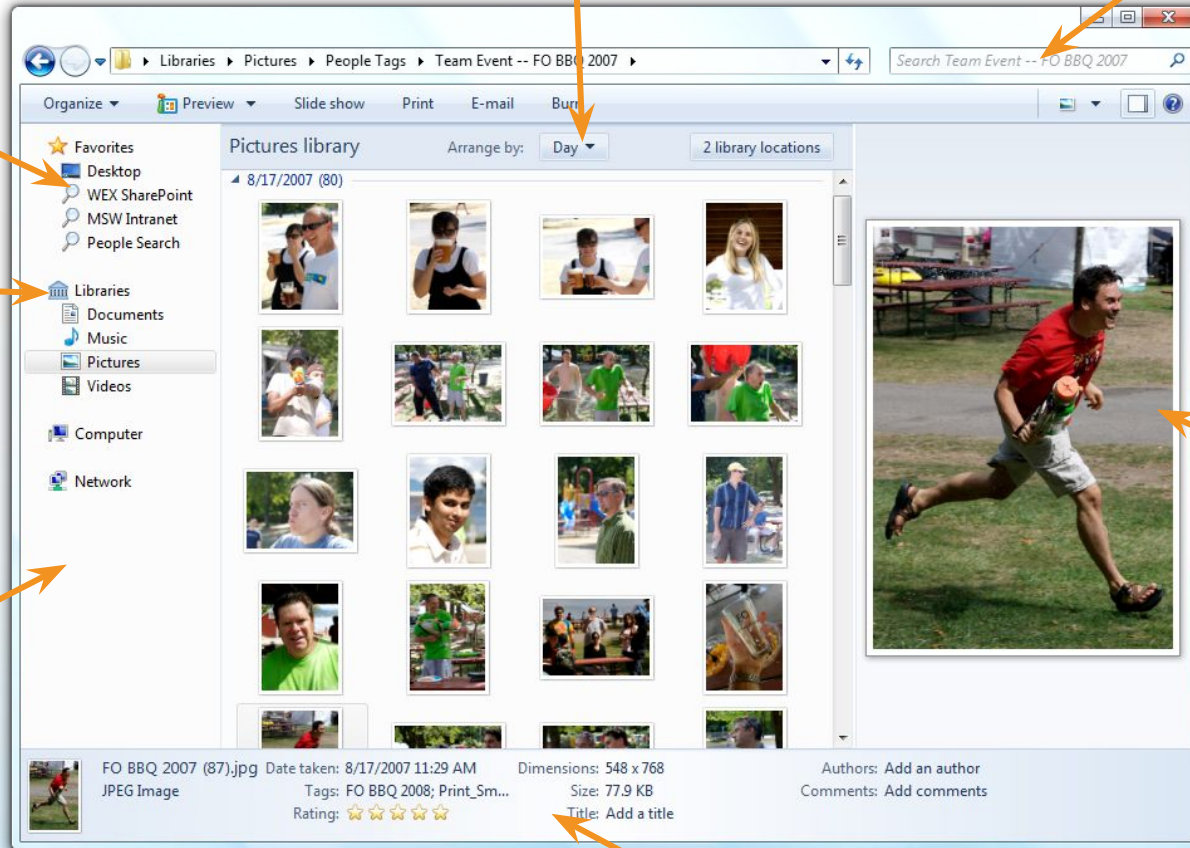 Libraries ▸ Pictures ▸ People Tags ▸ Team Event -- FO BBQ 2007 ▸
Search Team Event -- FO BBQ 2007
Organize Preview Slide show Print E-mail Burn
Favorites
Desktop
WEX SharePoint
MSW Intranet
People Search
Libraries
Documents
Music
Pictures
Videos
Computer
Network
Pictures library Arrange by: Day 2 library locations
8/17/2007 (80)
FO BBQ 2007 (87).jpg Date taken: 8/17/2007 11:29 AM Dimensions: 548 x 768 Authors: Add an author
JPEG Image Tags: FO BBQ 2008; Print_Sm... Size: 77.9 KB Comments: Add comments
Rating: Title: Add a title